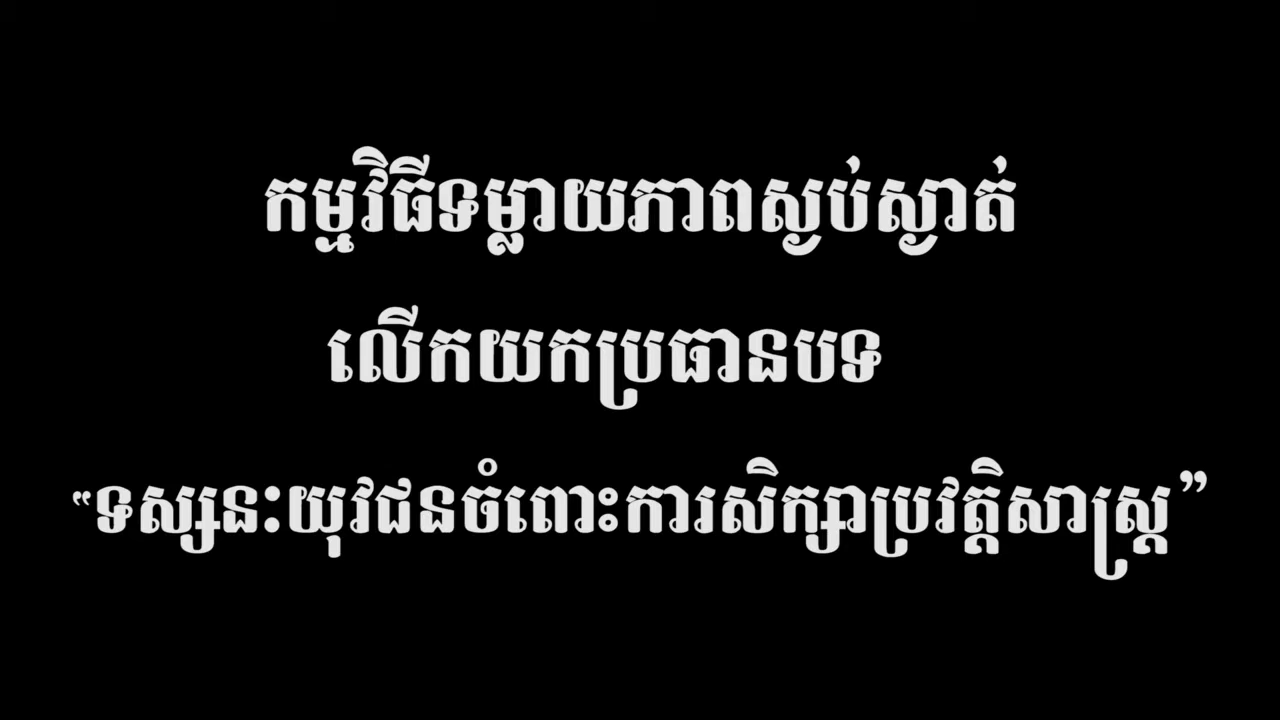 កម្មវិធីទម្លាយភាពស្ងប់ស្ងាត់
លើកយកប្រធានបទ
“ទស្សនៈយុវជនចំពោះការសិក្សាប្រវត្តិសាស្ត្រ”